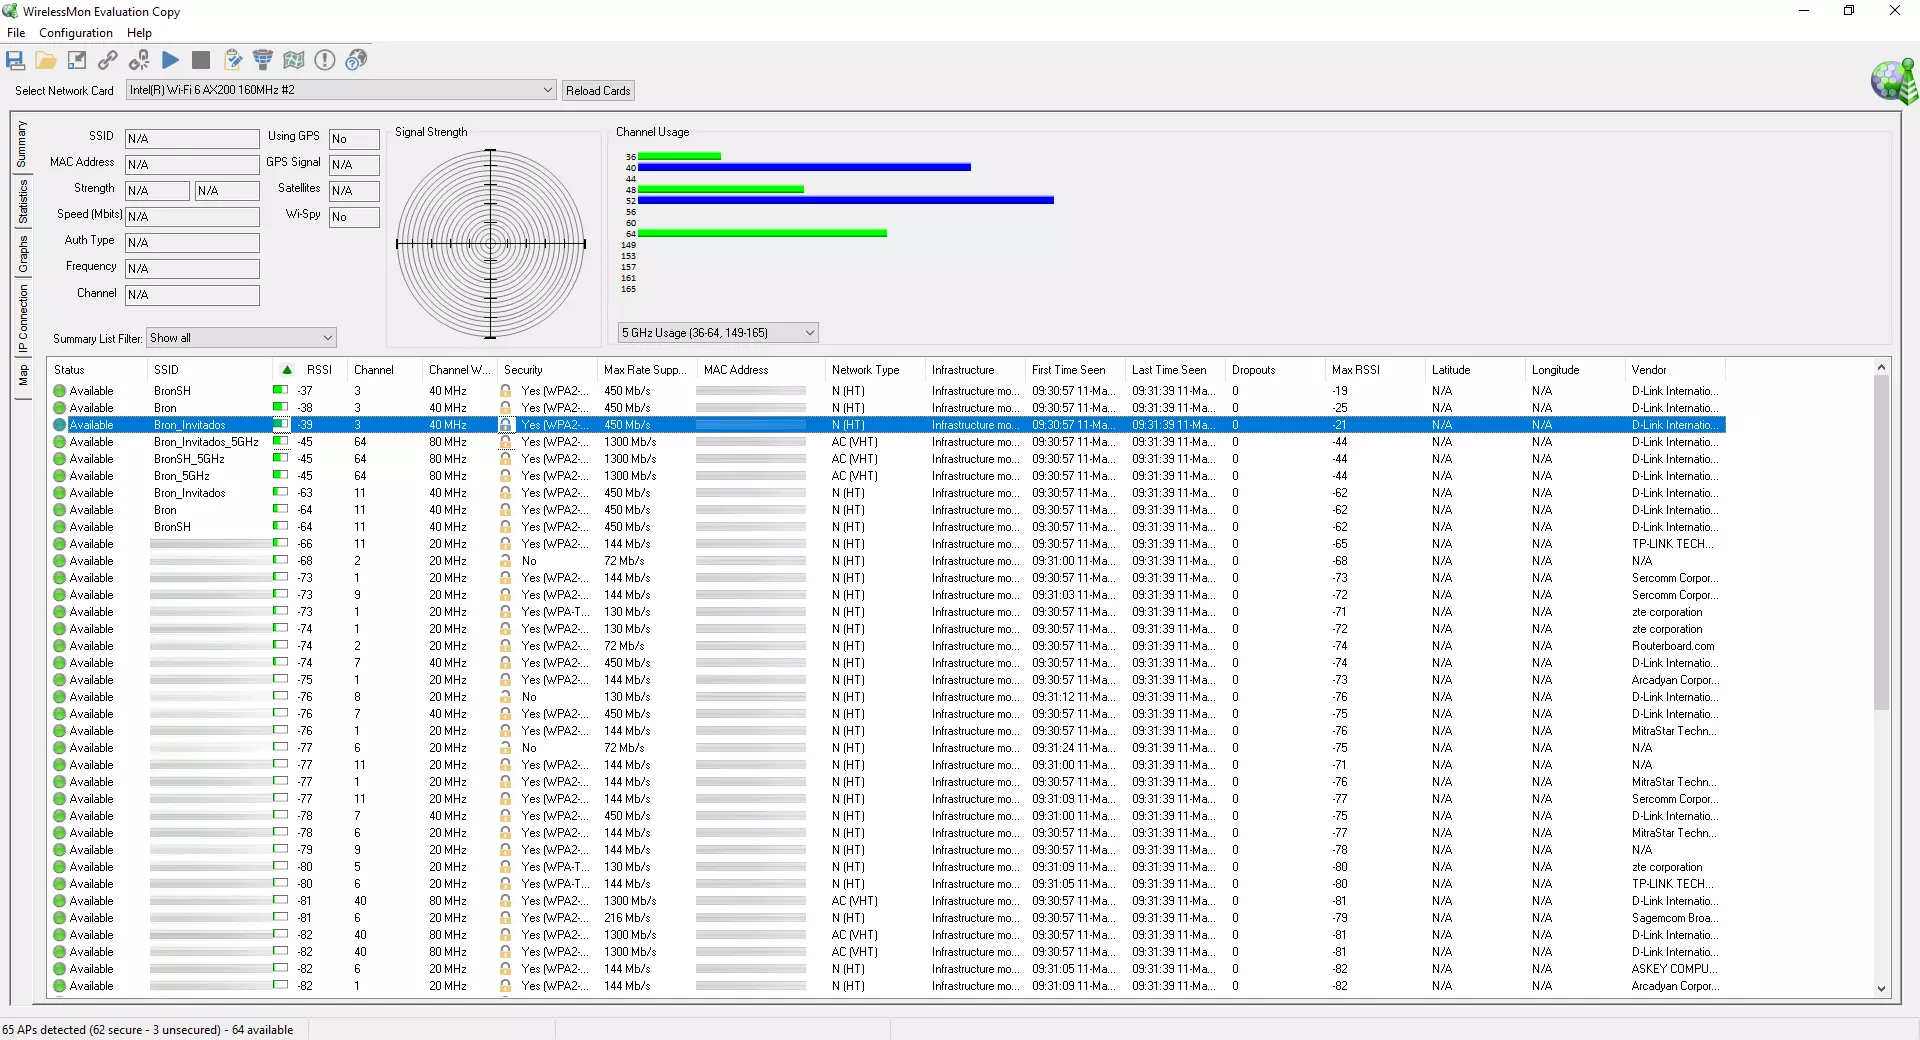 WirelessMon Evaluation Copy
File Configuration Help
Select Network Card Intel(R) Wi-Fi 6 AX200 160MHz #2 Reload Cards
Summary
Statistics
Graphs
IP Connection
Map
SSID N/A Using GPS No
MAC Address N/A GPS Signal N/A
Strength N/A N/A Satellites N/A
Speed (Mbits) N/A Wi-Spy No
Auth Type N/A
Frequency N/A
Channel N/A
Summary List Filter: Show all
Signal Strength
Channel Usage
36
40
44
48
52
56
60
64
149
153
157
161
165
5 GHz Usage (36-64, 149-165)
Status SSID RSSI Channel Channel W... Security Max Rate Supp... MAC Address Network Type Infrastructure First Time Seen Last Time Seen Dropouts Max RSSI Latitude Longitude Vendor
Available BronSH -37 3 40 MHz Yes (WPA2-... 450 Mb/s N (HT) Infrastructure mo... 09:30:57 11-Ma... 09:31:39 11-Ma... 0 -19 N/A N/A D-Link Internatio...
Available Bron -38 3 40 MHz Yes (WPA2-... 450 Mb/s N (HT) Infrastructure mo... 09:30:57 11-Ma... 09:31:39 11-Ma... 0 -25 N/A N/A D-Link Internatio...
Available Bron_Invitados -39 3 40 MHz Yes (WPA2-... 450 Mb/s N (HT) Infrastructure mo... 09:30:57 11-Ma... 09:31:39 11-Ma... 0 -21 N/A N/A D-Link Internatio...
Available Bron_Invitados_5GHz -45 64 80 MHz Yes (WPA2-... 1300 Mb/s AC (VHT) Infrastructure mo... 09:30:57 11-Ma... 09:31:39 11-Ma... 0 -44 N/A N/A D-Link Internatio...
Available BronSH_5GHz -45 64 80 MHz Yes (WPA2-... 1300 Mb/s AC (VHT) Infrastructure mo... 09:30:57 11-Ma... 09:31:39 11-Ma... 0 -44 N/A N/A D-Link Internatio...
Available Bron_5GHz -45 64 80 MHz Yes (WPA2-... 1300 Mb/s AC (VHT) Infrastructure mo... 09:30:57 11-Ma... 09:31:39 11-Ma... 0 -44 N/A N/A D-Link Internatio...
Available Bron_Invitados -63 11 40 MHz Yes (WPA2-... 450 Mb/s N (HT) Infrastructure mo... 09:30:57 11-Ma... 09:31:39 11-Ma... 0 -62 N/A N/A D-Link Internatio...
Available Bron -64 11 40 MHz Yes (WPA2-... 450 Mb/s N (HT) Infrastructure mo... 09:30:57 11-Ma... 09:31:39 11-Ma... 0 -62 N/A N/A D-Link Internatio...
Available BronSH -64 11 40 MHz Yes (WPA2-... 450 Mb/s N (HT) Infrastructure mo... 09:30:57 11-Ma... 09:31:39 11-Ma... 0 -62 N/A N/A D-Link Internatio...
Available -66 11 20 MHz Yes (WPA2-... 144 Mb/s N (HT) Infrastructure mo... 09:30:57 11-Ma... 09:31:39 11-Ma... 0 -65 N/A N/A TP-LINK TECH...
Available -68 2 20 MHz No 72 Mb/s N (HT) Infrastructure mo... 09:31:00 11-Ma... 09:31:39 11-Ma... 0 -68 N/A N/A N/A
Available -73 1 20 MHz Yes (WPA2-... 144 Mb/s N (HT) Infrastructure mo... 09:30:57 11-Ma... 09:31:39 11-Ma... 0 -73 N/A N/A Sercomm Corpor...
Available -73 9 20 MHz Yes (WPA2-... 144 Mb/s N (HT) Infrastructure mo... 09:31:03 11-Ma... 09:31:39 11-Ma... 0 -72 N/A N/A Sercomm Corpor...
Available -73 1 20 MHz Yes (WPA-T... 130 Mb/s N (HT) Infrastructure mo... 09:30:57 11-Ma... 09:31:39 11-Ma... 0 -71 N/A N/A zte corporation
Available -74 1 20 MHz Yes (WPA2-... 130 Mb/s N (HT) Infrastructure mo... 09:30:57 11-Ma... 09:31:39 11-Ma... 0 -72 N/A N/A zte corporation
Available -74 2 20 MHz Yes (WPA2-... 72 Mb/s N (HT) Infrastructure mo... 09:30:57 11-Ma... 09:31:39 11-Ma... 0 -74 N/A N/A Routerboard.com
Available -74 7 40 MHz Yes (WPA2-... 450 Mb/s N (HT) Infrastructure mo... 09:30:57 11-Ma... 09:31:39 11-Ma... 0 -74 N/A N/A D-Link Internatio...
Available -75 1 20 MHz Yes (WPA2-... 144 Mb/s N (HT) Infrastructure mo... 09:30:57 11-Ma... 09:31:39 11-Ma... 0 -73 N/A N/A Arcadyan Corpor...
Available -76 8 20 MHz No 130 Mb/s N (HT) Infrastructure mo... 09:31:12 11-Ma... 09:31:39 11-Ma... 0 -76 N/A N/A D-Link Internatio...
Available -76 7 40 MHz Yes (WPA2-... 450 Mb/s N (HT) Infrastructure mo... 09:30:57 11-Ma... 09:31:39 11-Ma... 0 -75 N/A N/A D-Link Internatio...
Available -76 1 20 MHz Yes (WPA2-... 144 Mb/s N (HT) Infrastructure mo... 09:30:57 11-Ma... 09:31:39 11-Ma... 0 -76 N/A N/A MitraStar Techn...
Available -77 6 20 MHz No 72 Mb/s N (HT) Infrastructure mo... 09:31:24 11-Ma... 09:31:39 11-Ma... 0 -75 N/A N/A N/A
Available -77 11 20 MHz Yes (WPA2-... 144 Mb/s N (HT) Infrastructure mo... 09:31:00 11-Ma... 09:31:39 11-Ma... 0 -71 N/A N/A N/A
Available -77 1 20 MHz Yes (WPA2-... 144 Mb/s N (HT) Infrastructure mo... 09:30:57 11-Ma... 09:31:39 11-Ma... 0 -76 N/A N/A MitraStar Techn...
Available -77 11 20 MHz Yes (WPA2-... 144 Mb/s N (HT) Infrastructure mo... 09:31:09 11-Ma... 09:31:39 11-Ma... 0 -77 N/A N/A Sercomm Corpor...
Available -78 7 40 MHz Yes (WPA2-... 450 Mb/s N (HT) Infrastructure mo... 09:31:00 11-Ma... 09:31:39 11-Ma... 0 -75 N/A N/A D-Link Internatio...
Available -78 6 20 MHz Yes (WPA2-... 144 Mb/s N (HT) Infrastructure mo... 09:30:57 11-Ma... 09:31:39 11-Ma... 0 -77 N/A N/A MitraStar Techn...
Available -79 9 20 MHz Yes (WPA2-... 144 Mb/s N (HT) Infrastructure mo... 09:30:57 11-Ma... 09:31:39 11-Ma... 0 -78 N/A N/A N/A
Available -80 5 20 MHz Yes (WPA-T... 130 Mb/s N (HT) Infrastructure mo... 09:31:09 11-Ma... 09:31:39 11-Ma... 0 -80 N/A N/A zte corporation
Available -80 6 20 MHz Yes (WPA-T... 144 Mb/s N (HT) Infrastructure mo... 09:31:05 11-Ma... 09:31:39 11-Ma... 0 -80 N/A N/A TP-LINK TECH...
Available -81 40 80 MHz Yes (WPA2-... 1300 Mb/s AC (VHT) Infrastructure mo... 09:30:57 11-Ma... 09:31:39 11-Ma... 0 -81 N/A N/A D-Link Internatio...
Available -81 6 20 MHz Yes (WPA2-... 216 Mb/s N (HT) Infrastructure mo... 09:30:57 11-Ma... 09:31:39 11-Ma... 0 -79 N/A N/A Sagemcom Broa...
Available -82 40 80 MHz Yes (WPA2-... 1300 Mb/s AC (VHT) Infrastructure mo... 09:30:57 11-Ma... 09:31:39 11-Ma... 0 -81 N/A N/A D-Link Internatio...
Available -82 40 80 MHz Yes (WPA2-... 1300 Mb/s AC (VHT) Infrastructure mo... 09:30:57 11-Ma... 09:31:39 11-Ma... 0 -81 N/A N/A D-Link Internatio...
Available -82 6 20 MHz Yes (WPA2-... 144 Mb/s N (HT) Infrastructure mo... 09:31:05 11-Ma... 09:31:39 11-Ma... 0 -82 N/A N/A ASKEY COMPU...
Available -82 1 20 MHz Yes (WPA2-... 144 Mb/s N (HT) Infrastructure mo... 09:31:09 11-Ma... 09:31:39 11-Ma... 0 -82 N/A N/A Arcadyan Corpor...
65 APs detected (62 secure - 3 unsecured) - 64 available